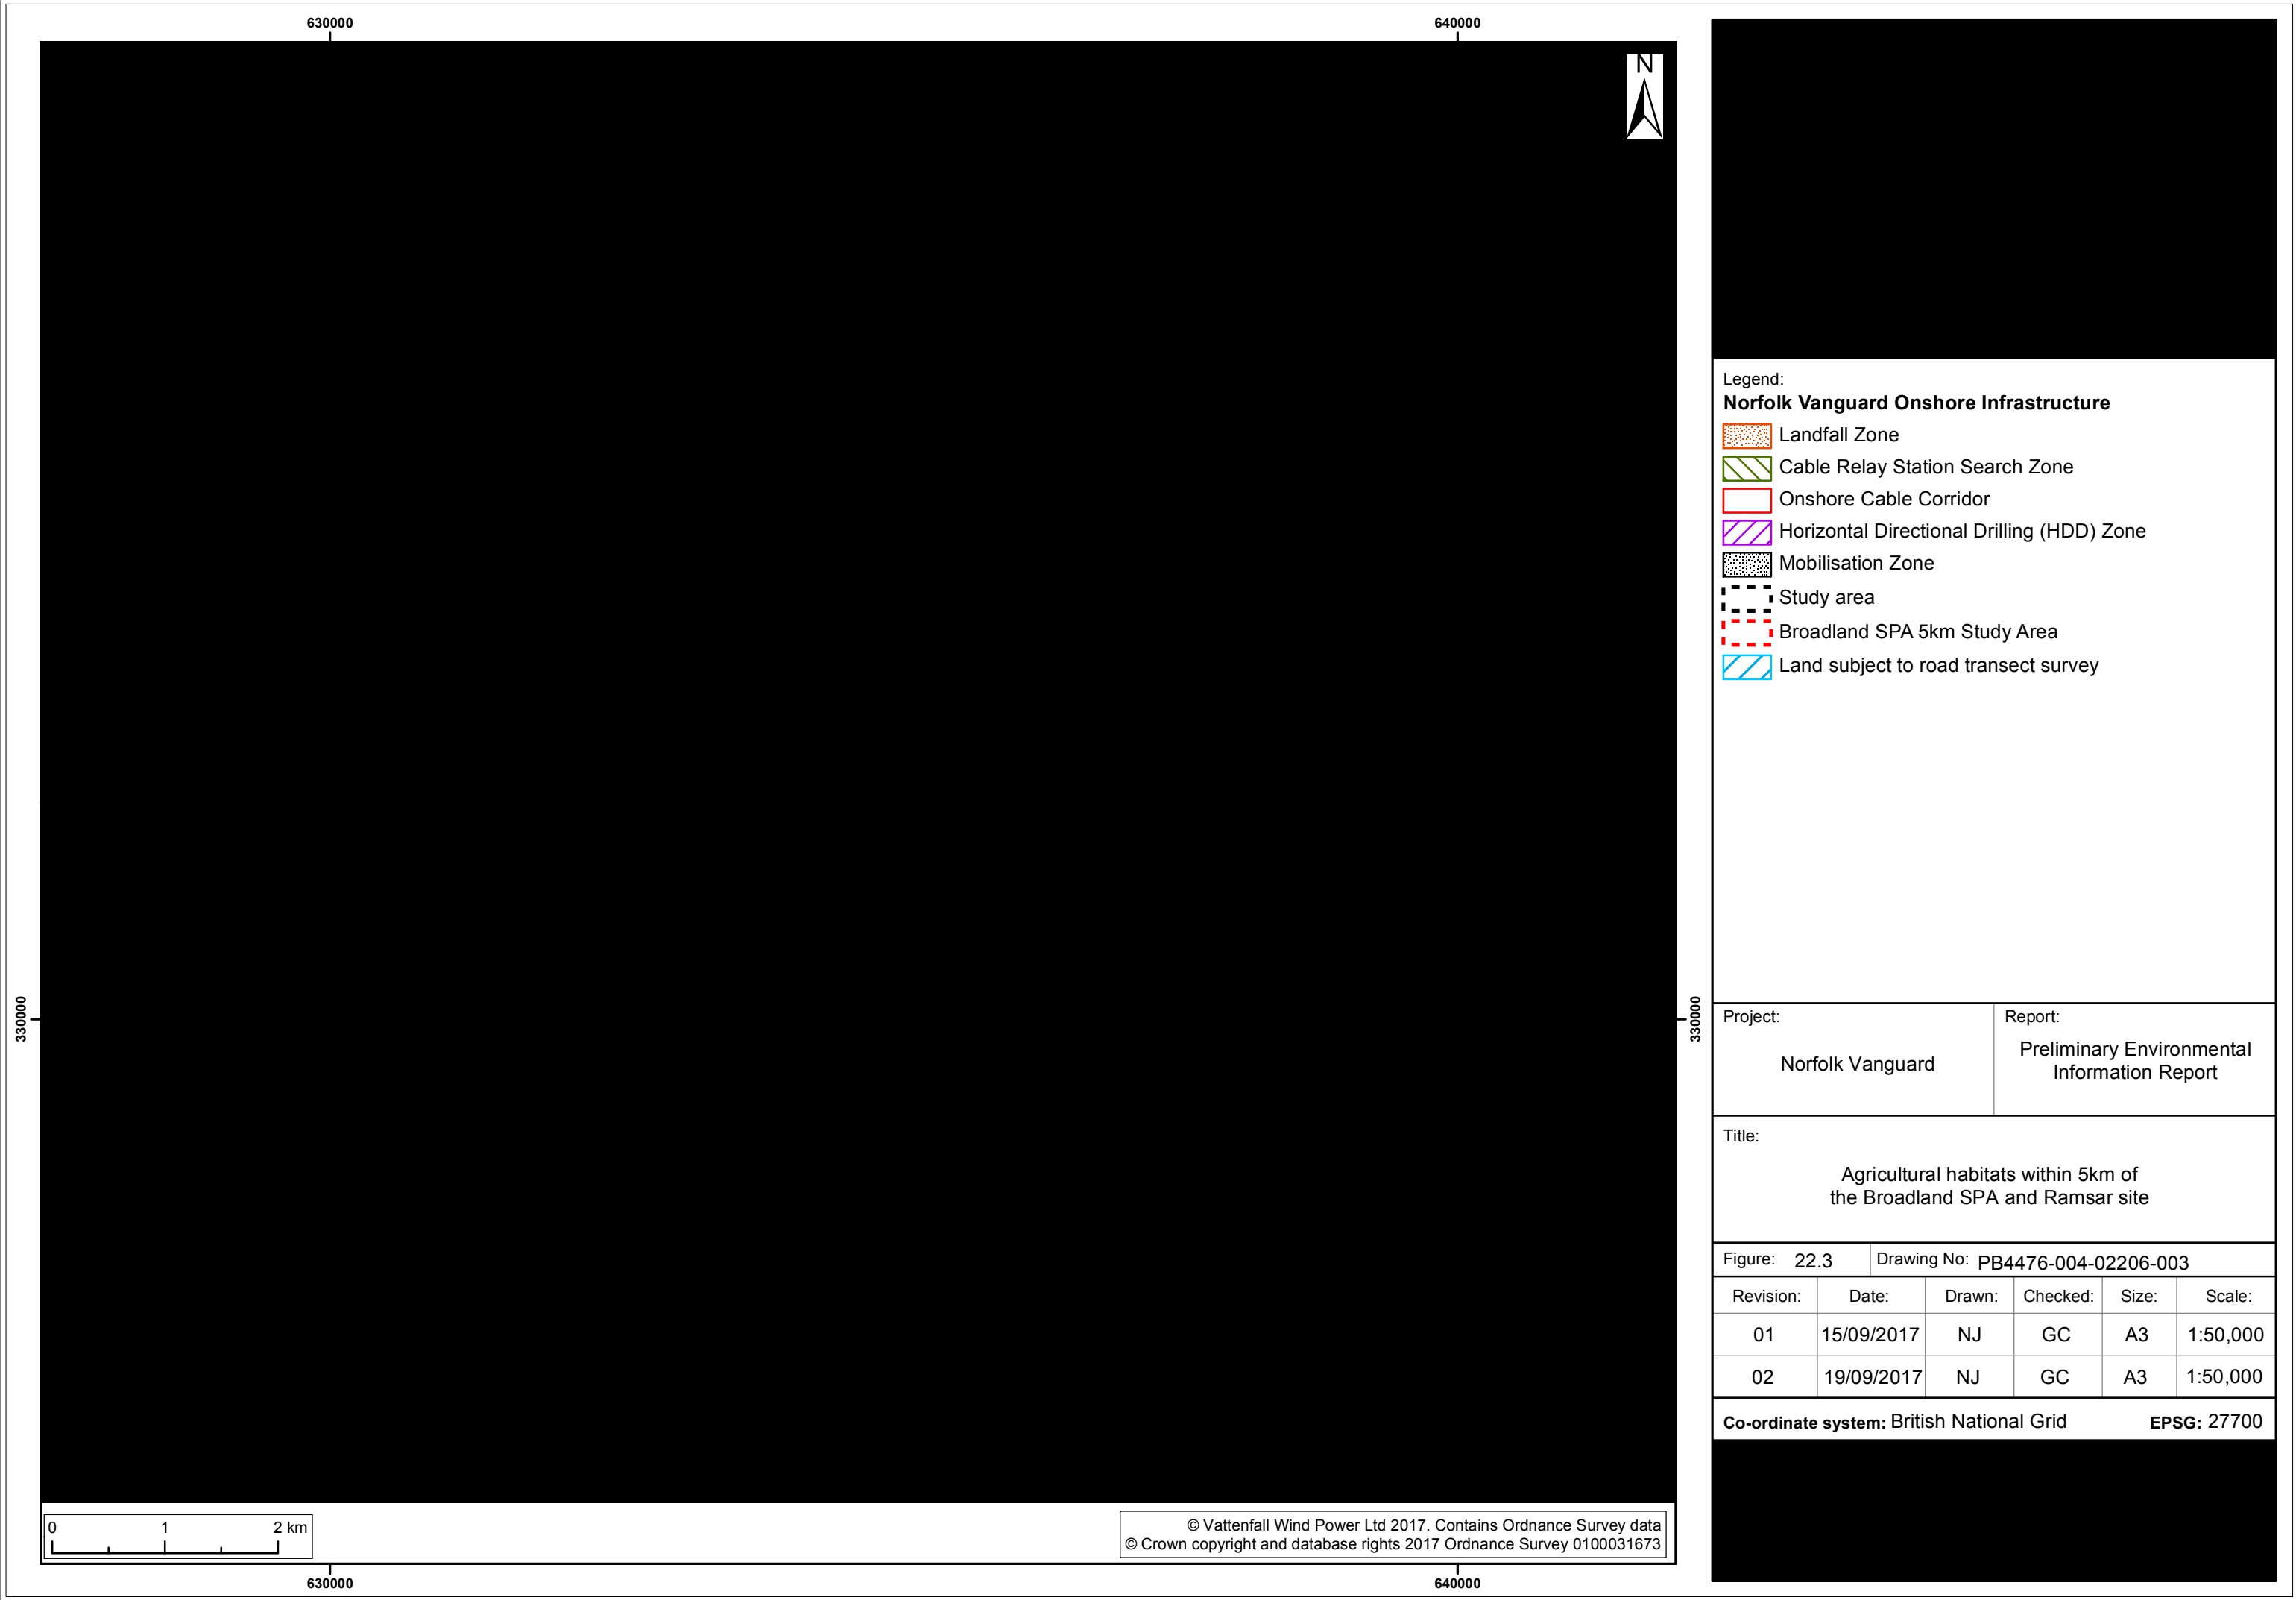 630000
640000
N
330000
330000
0 1 2 km
© Vattenfall Wind Power Ltd 2017. Contains Ordnance Survey data
© Crown copyright and database rights 2017 Ordnance Survey 0100031673
630000
640000
Legend:
Norfolk Vanguard Onshore Infrastructure
Landfall Zone
Cable Relay Station Search Zone
Onshore Cable Corridor
Horizontal Directional Drilling (HDD) Zone
Mobilisation Zone
Study area
Broadland SPA 5km Study Area
Land subject to road transect survey
Project:
Norfolk Vanguard
Report:
Preliminary Environmental
Information Report
Title:
Agricultural habitats within 5km of
the Broadland SPA and Ramsar site
Figure: 22.3 Drawing No: PB4476-004-02206-003
Revision: Date: Drawn: Checked: Size: Scale:
01 15/09/2017 NJ GC A3 1:50,000
02 19/09/2017 NJ GC A3 1:50,000
Co-ordinate system: British National Grid EPSG: 27700